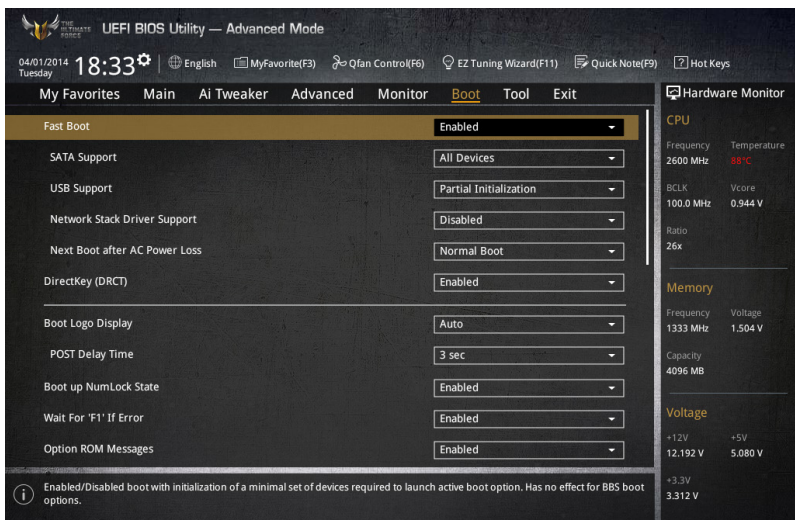 THE
ULTIMATE
FORCE
UEFI BIOS Utility — Advanced Mode
04/01/2014
Tuesday
18:33
English
MyFavorite(F3)
Qfan Control(F6)
EZ Tuning Wizard(F11)
Quick Note(F9)
? Hot Keys
My Favorites Main Ai Tweaker Advanced Monitor Boot Tool Exit
Fast Boot Enabled
SATA Support All Devices
USB Support Partial Initialization
Network Stack Driver Support Disabled
Next Boot after AC Power Loss Normal Boot
DirectKey (DRCT) Enabled
Boot Logo Display Auto
POST Delay Time 3 sec
Boot up NumLock State Enabled
Wait For 'F1' If Error Enabled
Option ROM Messages Enabled
i
Enabled/Disabled boot with initialization of a minimal set of devices required to launch active boot option. Has no effect for BBS boot
options.
Hardware Monitor
CPU
Frequency Temperature
2600 MHz 88°C
BCLK Vcore
100.0 MHz 0.944 V
Ratio
26x
Memory
Frequency Voltage
1333 MHz 1.504 V
Capacity
4096 MB
Voltage
+12V +5V
12.192 V 5.080 V
+3.3V
3.312 V